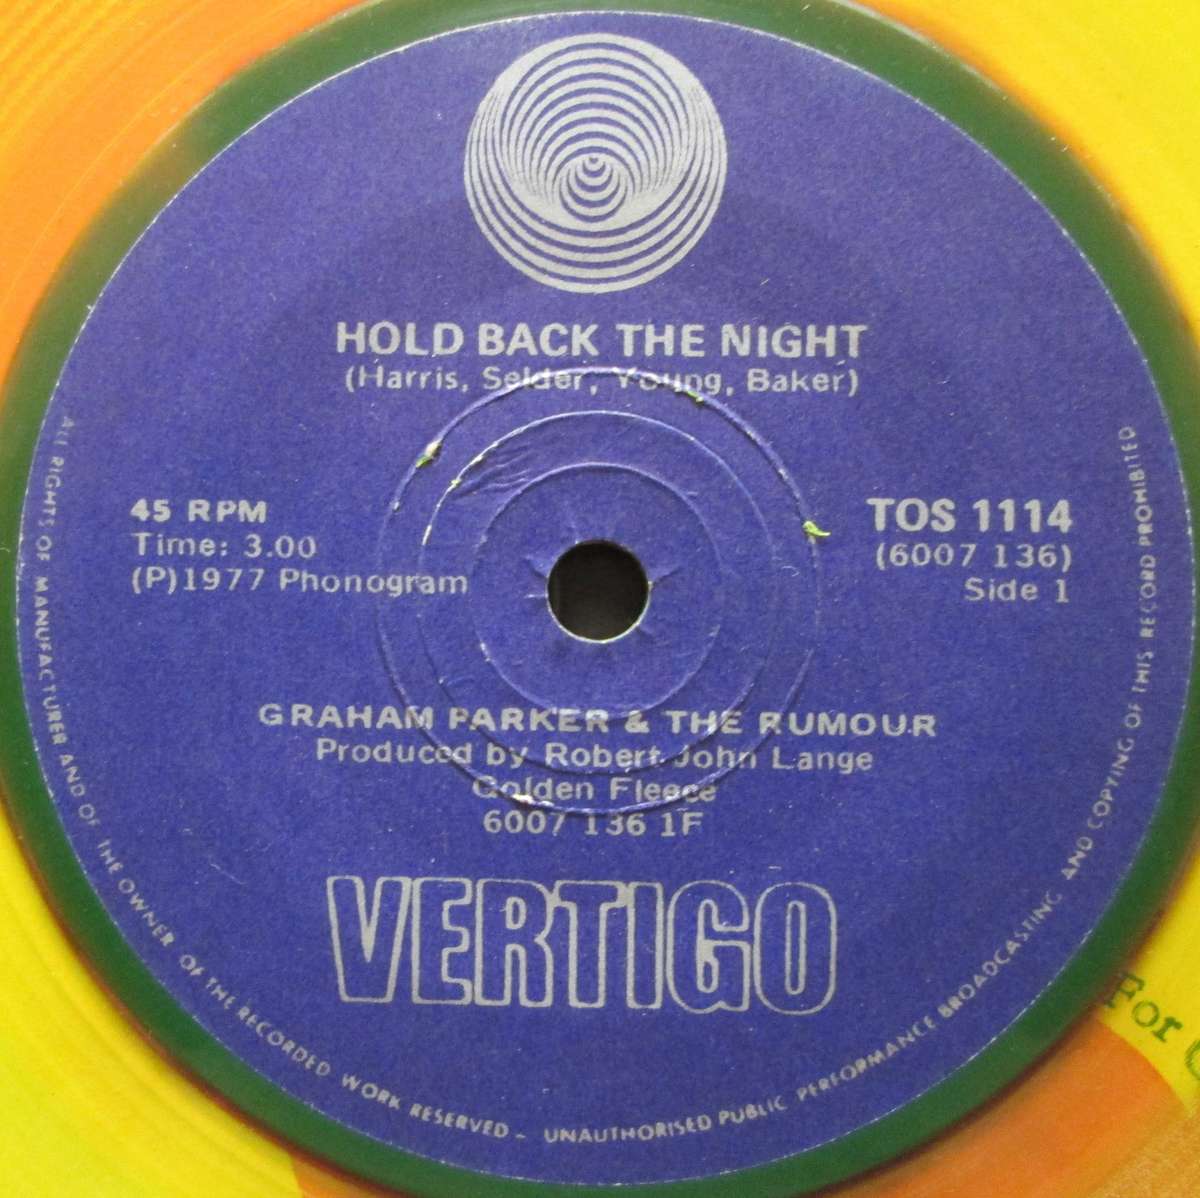 HOLD BACK THE NIGHT
(Harris, Selder, Young, Baker)
45 RPM
Time: 3.00
(P)1977 Phonogram
TOS 1114
(6007 136)
Side 1
GRAHAM PARKER & THE RUMOUR
Produced by Robert John Lange
Golden Fleece
6007 136 1F
VERTIGO
ALL RIGHTS OF MANUFACTURER AND OF THE OWNER OF THE RECORDED WORK RESERVED – UNAUTHORISED PUBLIC PERFORMANCE BROADCASTING AND COPYING OF THIS RECORD PROHIBITED
For